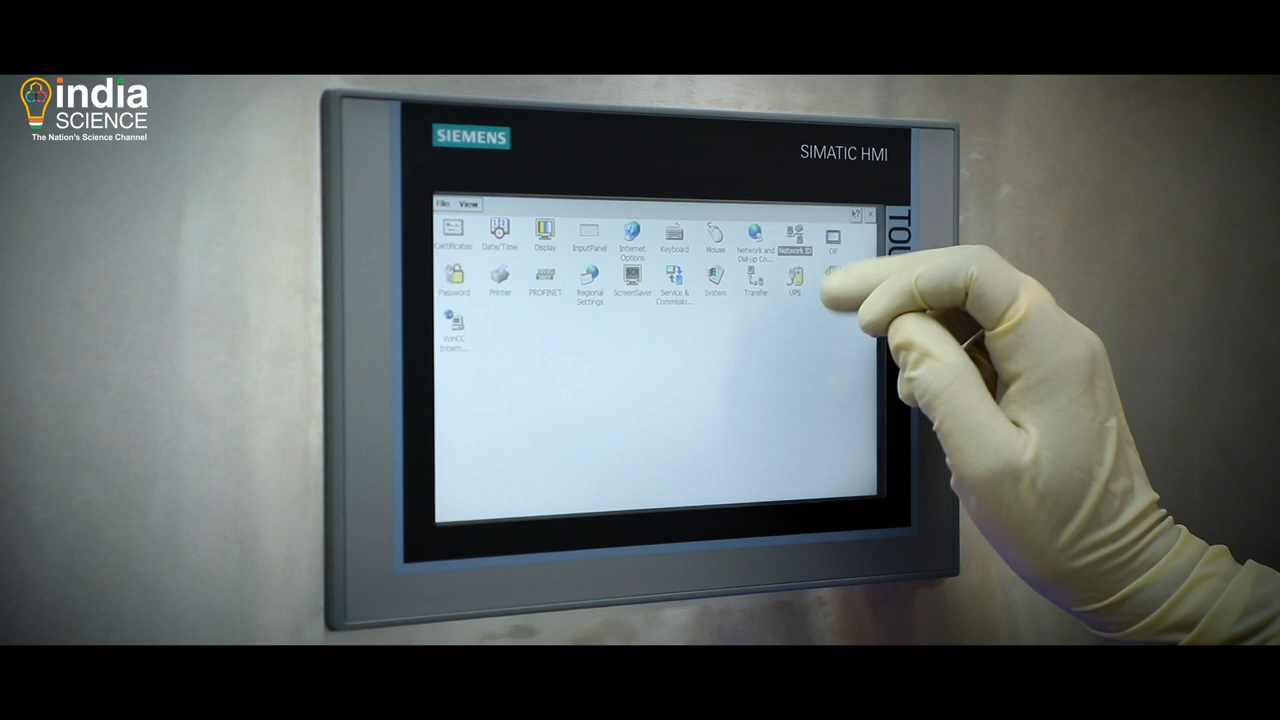 india
SCIENCE
The Nation's Science Channel
SIEMENS
SIMATIC HMI
TOU
File View
Certificates Date/Time Display InputPanel Internet Options Keyboard Mouse Network and Dial-up Co... Network ID OP
Password Printer PROFINET Regional Settings ScreenSaver Service & Commissio... System Transfer UPS
WinCC Intern...